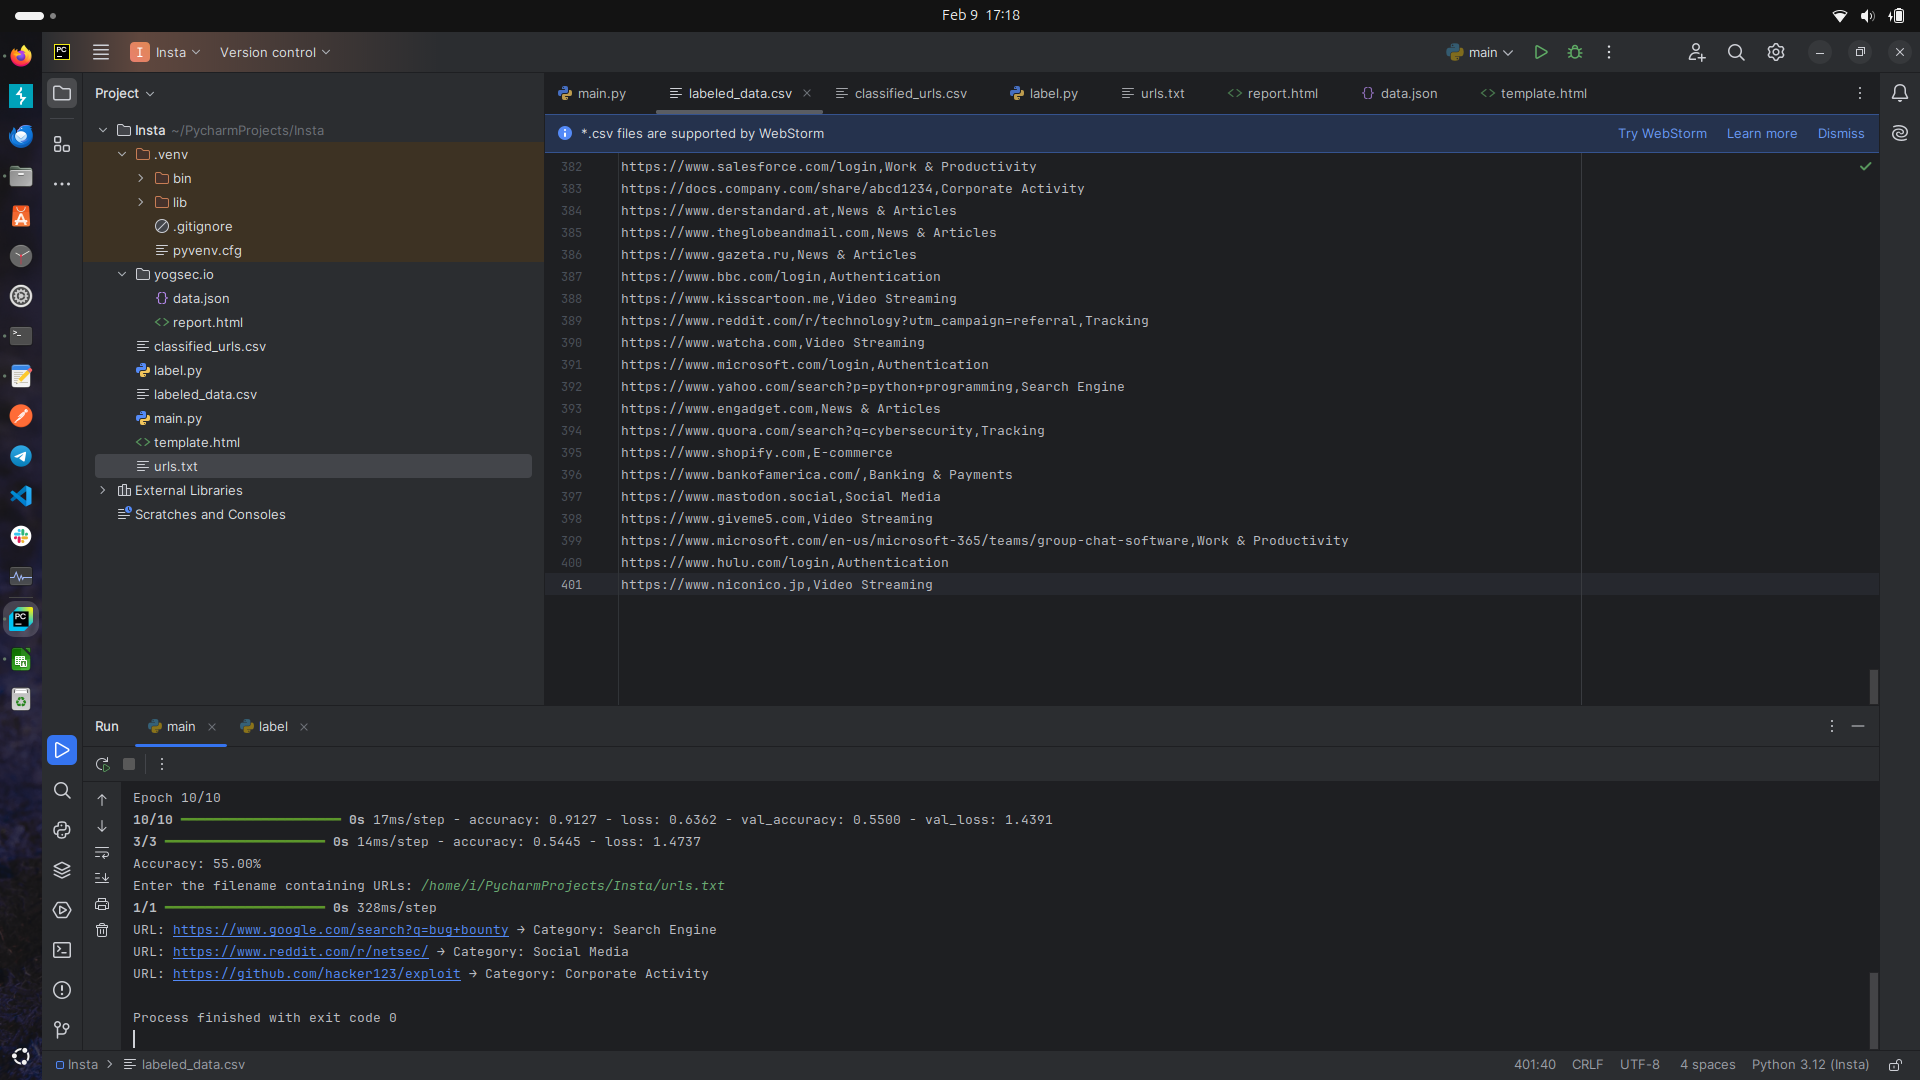 Feb 9 17:18
PC
I Insta
Version control
main
Project
main.py
labeled_data.csv
classified_urls.csv
label.py
urls.txt
report.html
data.json
template.html
Insta ~/PycharmProjects/Insta
.venv
bin
lib
.gitignore
pyvenv.cfg
yogsec.io
data.json
report.html
classified_urls.csv
label.py
labeled_data.csv
main.py
template.html
urls.txt
External Libraries
Scratches and Consoles
*.csv files are supported by WebStorm
Try WebStorm Learn more Dismiss
382 https://www.salesforce.com/login,Work & Productivity
383 https://docs.company.com/share/abcd1234,Corporate Activity
384 https://www.derstandard.at,News & Articles
385 https://www.theglobeandmail.com,News & Articles
386 https://www.gazeta.ru,News & Articles
387 https://www.bbc.com/login,Authentication
388 https://www.kisscartoon.me,Video Streaming
389 https://www.reddit.com/r/technology?utm_campaign=referral,Tracking
390 https://www.watcha.com,Video Streaming
391 https://www.microsoft.com/login,Authentication
392 https://www.yahoo.com/search?p=python+programming,Search Engine
393 https://www.engadget.com,News & Articles
394 https://www.quora.com/search?q=cybersecurity,Tracking
395 https://www.shopify.com,E-commerce
396 https://www.bankofamerica.com/,Banking & Payments
397 https://www.mastodon.social,Social Media
398 https://www.giveme5.com,Video Streaming
399 https://www.microsoft.com/en-us/microsoft-365/teams/group-chat-software,Work & Productivity
400 https://www.hulu.com/login,Authentication
401 https://www.niconico.jp,Video Streaming
Run
main
label
Epoch 10/10
10/10 ━━━━━━━━━━━━━━━━━━━━ 0s 17ms/step - accuracy: 0.9127 - loss: 0.6362 - val_accuracy: 0.5500 - val_loss: 1.4391
3/3 ━━━━━━━━━━━━━━━━━━━━ 0s 14ms/step - accuracy: 0.5445 - loss: 1.4737
Accuracy: 55.00%
Enter the filename containing URLs: /home/i/PycharmProjects/Insta/urls.txt
1/1 ━━━━━━━━━━━━━━━━━━━━ 0s 328ms/step
URL: https://www.google.com/search?q=bug+bounty → Category: Search Engine
URL: https://www.reddit.com/r/netsec/ → Category: Social Media
URL: https://github.com/hacker123/exploit → Category: Corporate Activity
Process finished with exit code 0
Insta > labeled_data.csv
401:40 CRLF UTF-8 4 spaces Python 3.12 (Insta)
PC